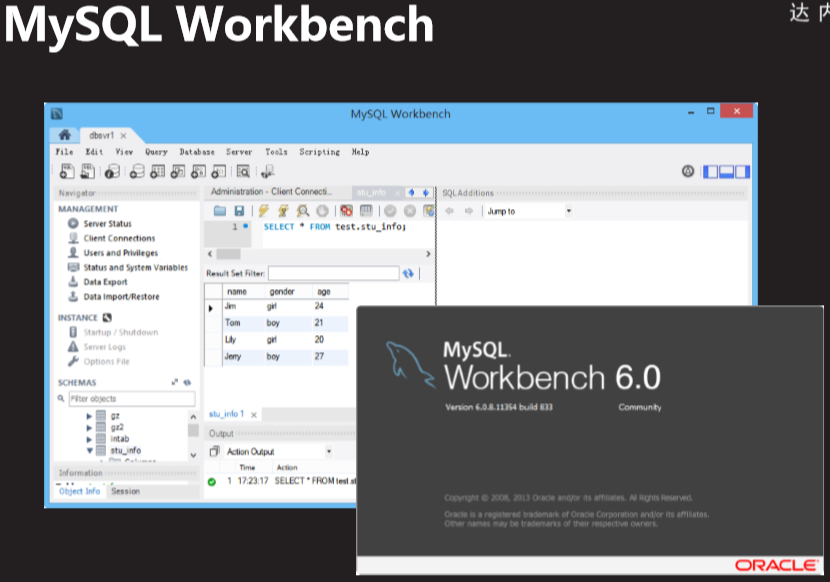 MySQL Workbench
达内
MySQL Workbench
dbsvr1
File Edit View Query Database Server Tools Scripting Help
Navigator
MANAGEMENT
Server Status
Client Connections
Users and Privileges
Status and System Variables
Data Export
Data Import/Restore
INSTANCE
Startup / Shutdown
Server Logs
Options File
SCHEMAS
Filter objects
gz
gz2
intab
stu_info
Columns
Information
Object Info Session
Administration - Client Connecti... stu_info
1 SELECT * FROM test.stu_info;
Result Set Filter:
name gender age
Jim girl 24
Tom boy 21
Lily girl 20
Jerry boy 27
stu_info 1
Output
Action Output
Time Action
1 17:23:17 SELECT * FROM test.st
SQL Additions
Jump to
MySQL.
Workbench 6.0
Version 6.0.8.11354 build 833 Community
Copyright © 2008, 2013 Oracle and/or its affiliates. All Rights Reserved.
Oracle is a registered trademark of Oracle Corporation and/or its affiliates.
Other names may be trademarks of their respective owners.
ORACLE